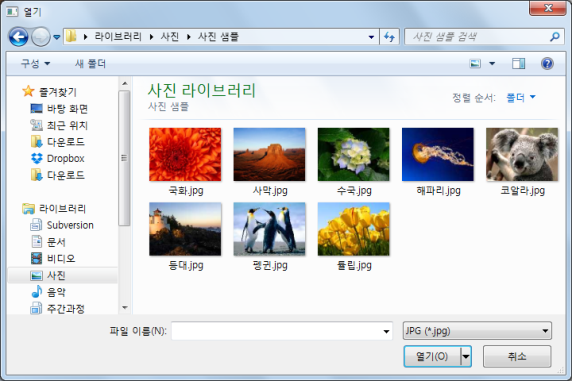 열기
라이브러리 ▸ 사진 ▸ 사진 샘플
사진 샘플 검색
구성 새 폴더
즐겨찾기
바탕 화면
최근 위치
다운로드
Dropbox
다운로드
라이브러리
Subversion
문서
비디오
사진
음악
주간과정
사진 라이브러리
사진 샘플
정렬 순서: 폴더
국화.jpg 사막.jpg 수국.jpg 해파리.jpg 코알라.jpg
등대.jpg 펭귄.jpg 튤립.jpg
파일 이름(N): JPG (*.jpg)
열기(O) 취소